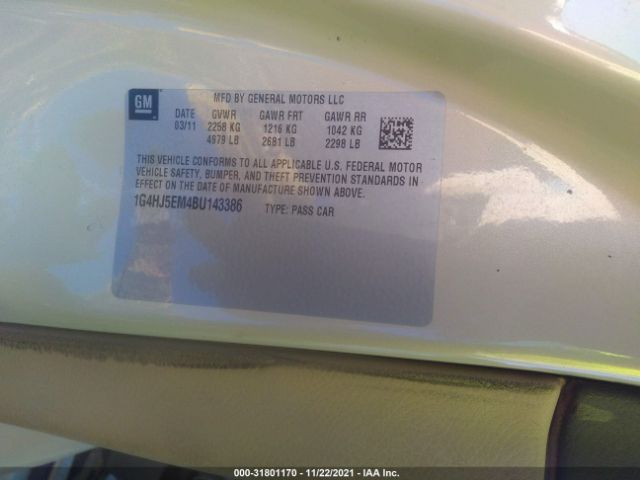 GM
MFD BY GENERAL MOTORS LLC
DATE GVWR GAWR FRT GAWR RR
03/11 2258 KG 1216 KG 1042 KG
4979 LB 2681 LB 2298 LB
THIS VEHICLE CONFORMS TO ALL APPLICABLE U.S. FEDERAL MOTOR
VEHICLE SAFETY, BUMPER, AND THEFT PREVENTION STANDARDS IN
EFFECT ON THE DATE OF MANUFACTURE SHOWN ABOVE.
1G4HJ5EM4BU143386 TYPE: PASS CAR
000-31801170 - 11/22/2021 - IAA Inc.